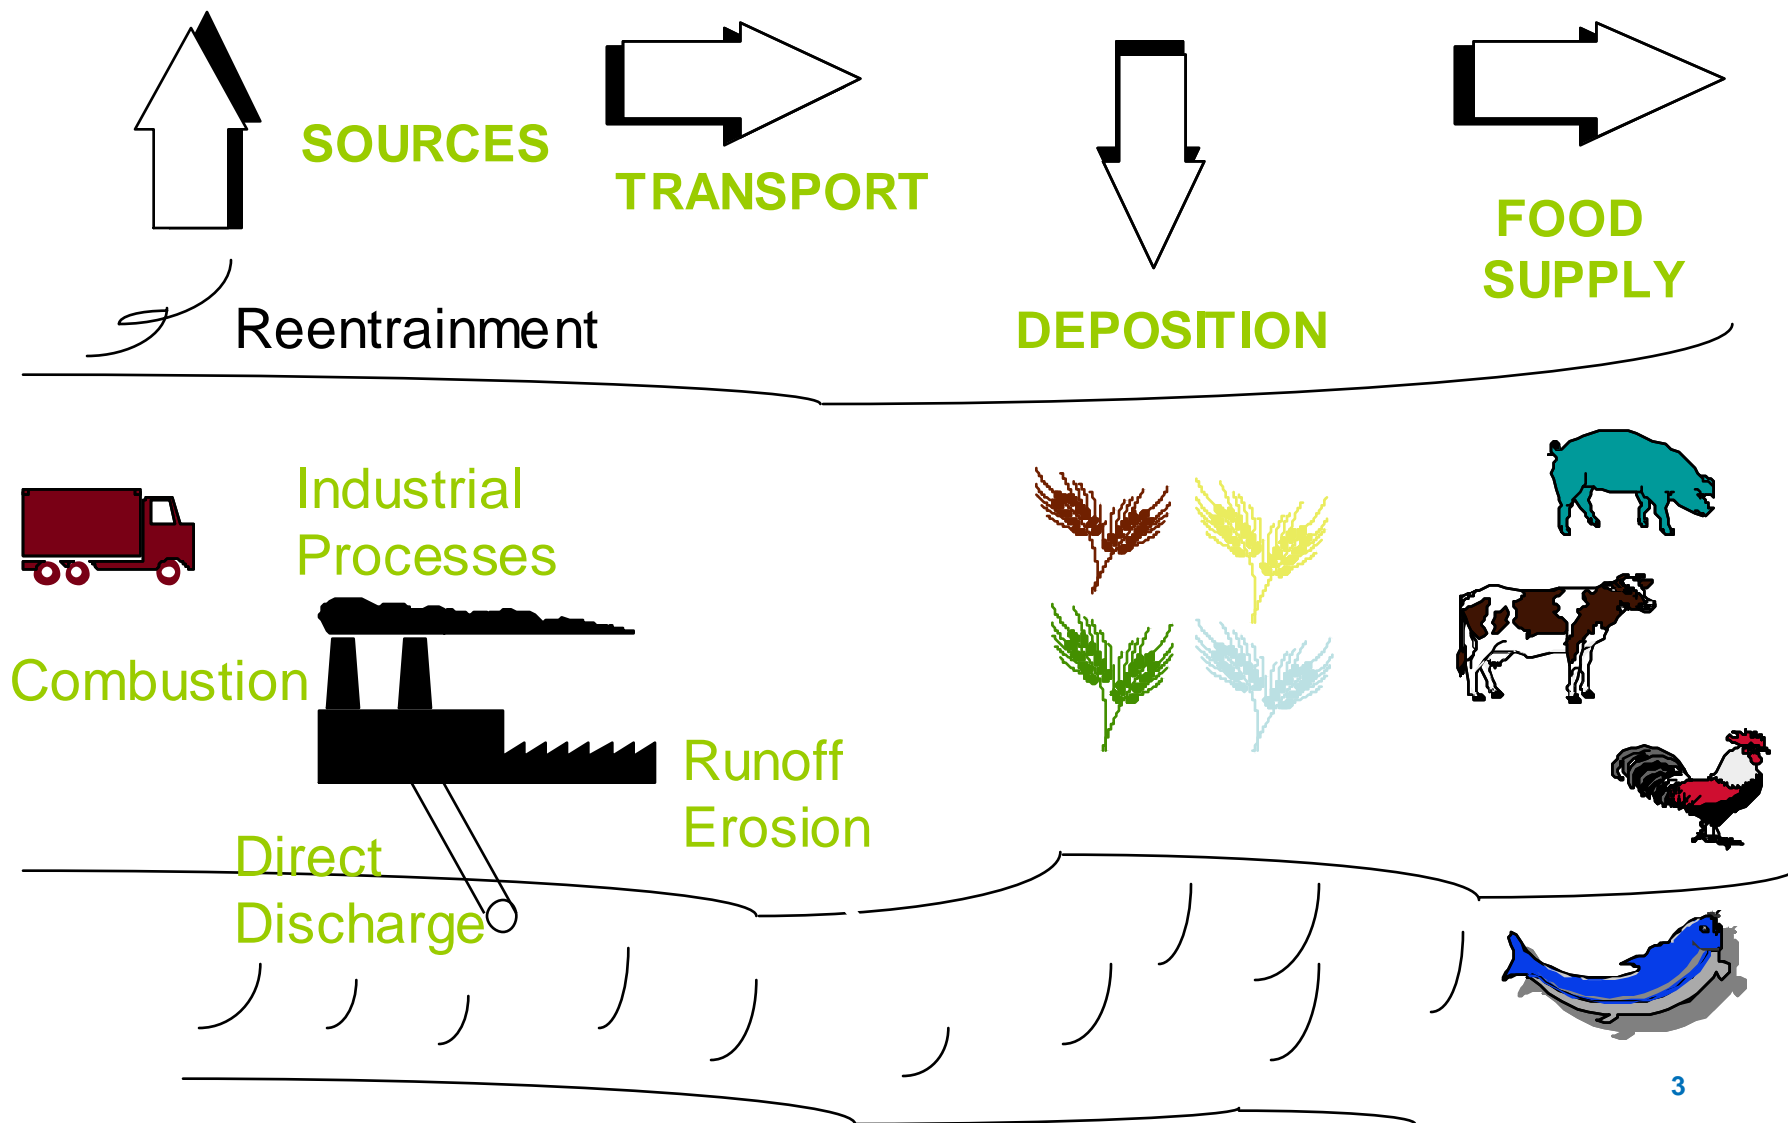 SOURCES
TRANSPORT
FOOD
SUPPLY
Reentrainment
DEPOSITION
Industrial
Processes
Combustion
Runoff
Erosion
Direct
Discharge
3